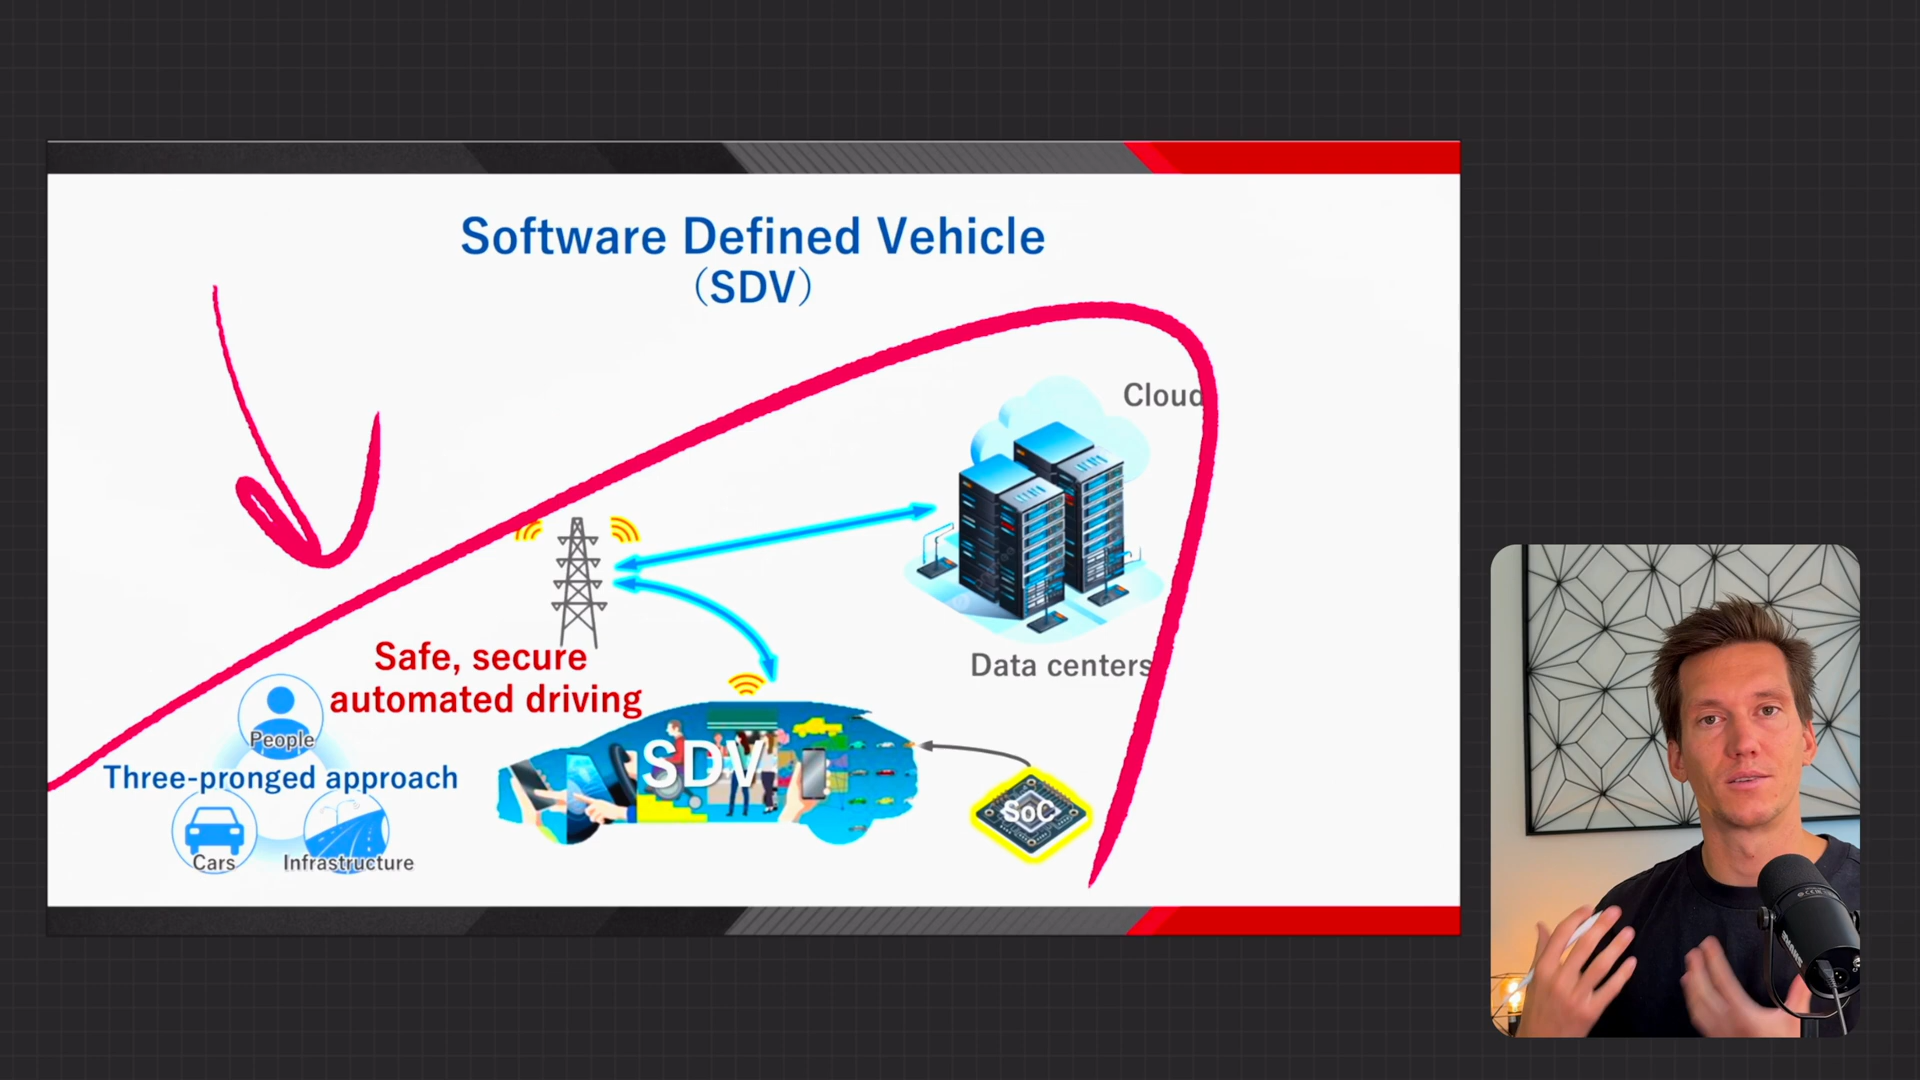 Software Defined Vehicle
(SDV)
Cloud
Data centers
Safe, secure
automated driving
People
Three-pronged approach
Cars
Infrastructure
SDV
SoC
SHURE